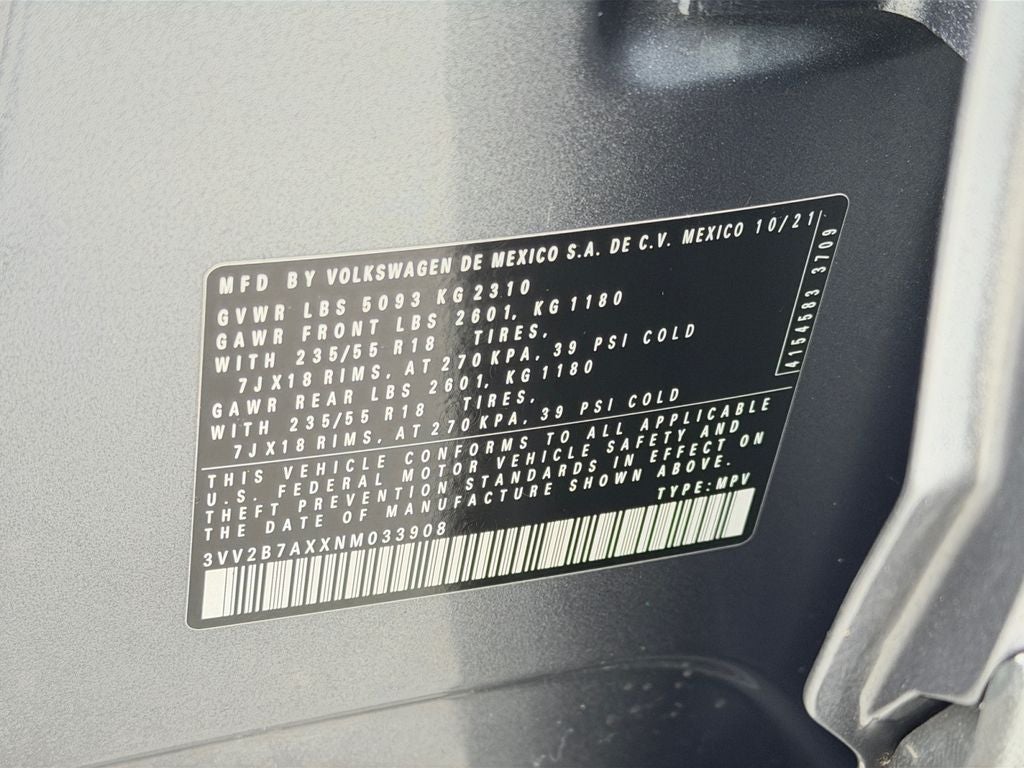 MFD BY VOLKSWAGEN DE MEXICO S.A. DE C.V. MEXICO 10/21
GVWR LBS 5093 KG 2310
GAWR FRONT LBS 2601, KG 1180
WITH 235/55 R18 TIRES,
7JX18 RIMS, AT 270 KPA, 39 PSI COLD
GAWR REAR LBS 2601, KG 1180
WITH 235/55 R18 TIRES,
7JX18 RIMS, AT 270 KPA, 39 PSI COLD
4154583 3709
THIS VEHICLE CONFORMS TO ALL APPLICABLE
U.S. FEDERAL MOTOR VEHICLE SAFETY AND
THEFT PREVENTION STANDARDS IN EFFECT ON
THE DATE OF MANUFACTURE SHOWN ABOVE.
3VV2B7AXXNM033908 TYPE: MPV